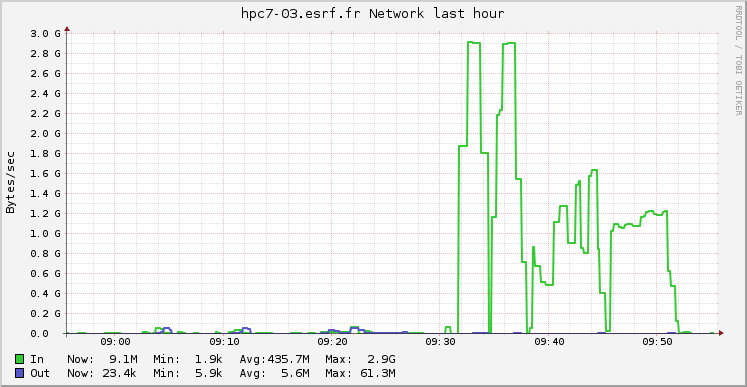 hpc7-03.esrf.fr Network last hour
RRDTOOL / TOBI OETIKER
Bytes/sec
3.0 G
2.8 G
2.6 G
2.4 G
2.2 G
2.0 G
1.8 G
1.6 G
1.4 G
1.2 G
1.0 G
0.8 G
0.6 G
0.4 G
0.2 G
0.0
09:00 09:10 09:20 09:30 09:40 09:50
In Now: 9.1M Min: 1.9k Avg:435.7M Max: 2.9G
Out Now: 23.4k Min: 5.9k Avg: 5.6M Max: 61.3M